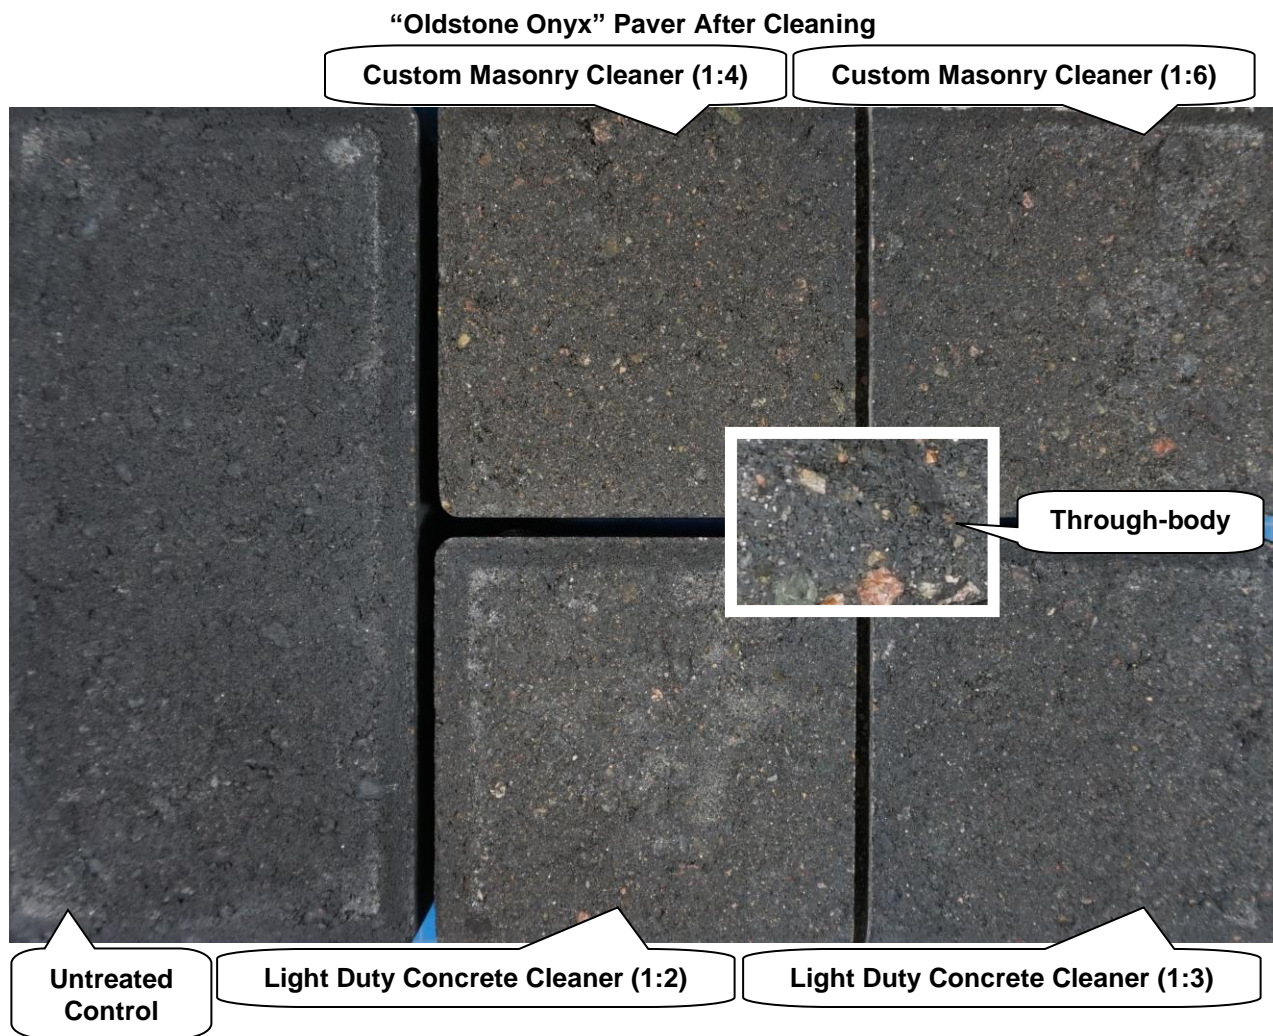 “Oldstone Onyx” Paver After Cleaning
Custom Masonry Cleaner (1:4)
Custom Masonry Cleaner (1:6)
Through-body
Untreated
Control
Light Duty Concrete Cleaner (1:2)
Light Duty Concrete Cleaner (1:3)